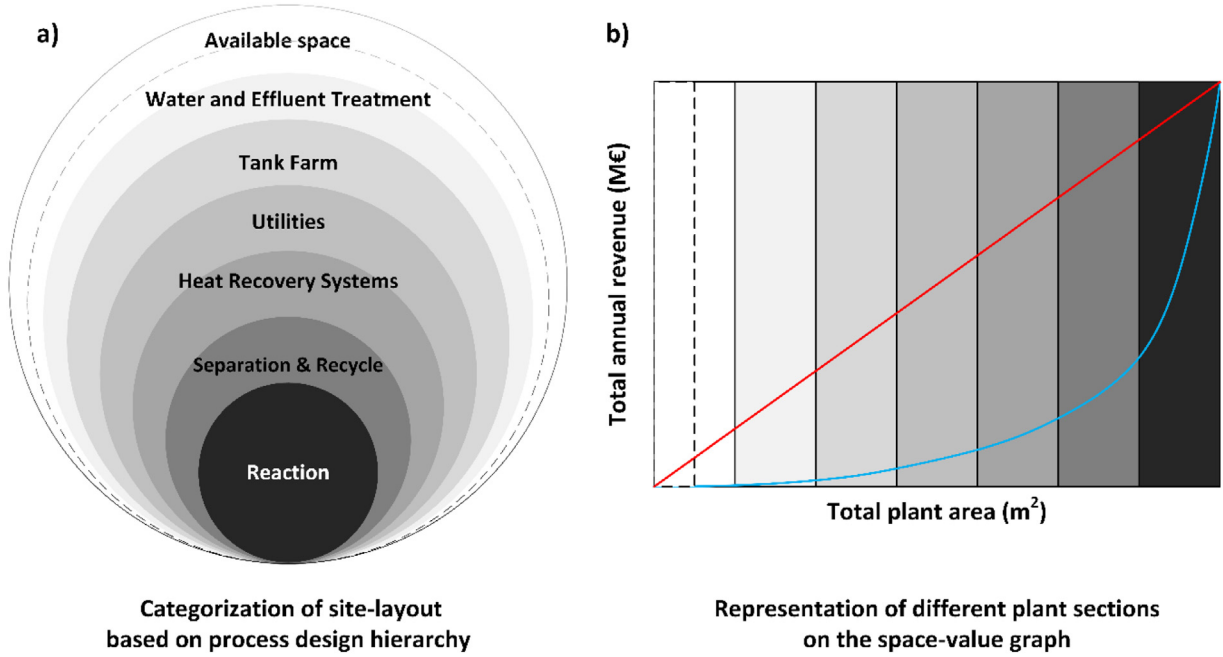 a)
Available space
Water and Effluent Treatment
Tank Farm
Utilities
Heat Recovery Systems
Separation & Recycle
Reaction
Categorization of site-layout
based on process design hierarchy
b)
Total annual revenue (M€)
Total plant area (m²)
Representation of different plant sections
on the space-value graph